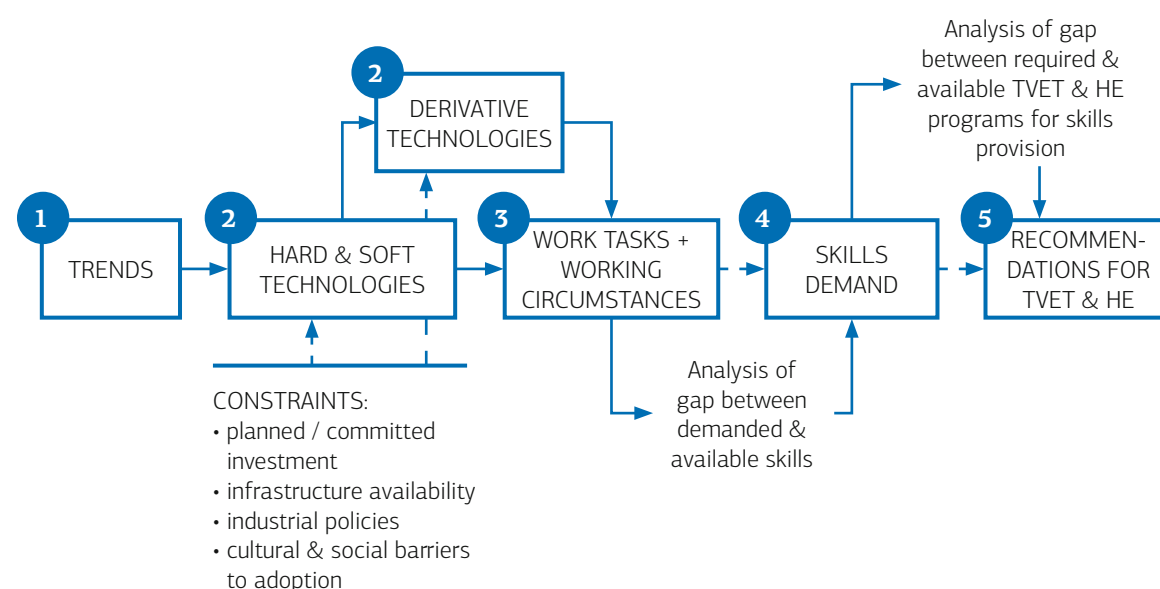 Analysis of gap
between required &
available TVET & HE
programs for skills
provision
2
DERIVATIVE
TECHNOLOGIES
1
TRENDS
2
HARD & SOFT
TECHNOLOGIES
3
WORK TASKS +
WORKING
CIRCUMSTANCES
4
SKILLS
DEMAND
5
RECOMMEN-
DATIONS FOR
TVET & HE
Analysis of
gap between
demanded &
available skills
CONSTRAINTS:
• planned / committed
investment
• infrastructure availability
• industrial policies
• cultural & social barriers
to adoption